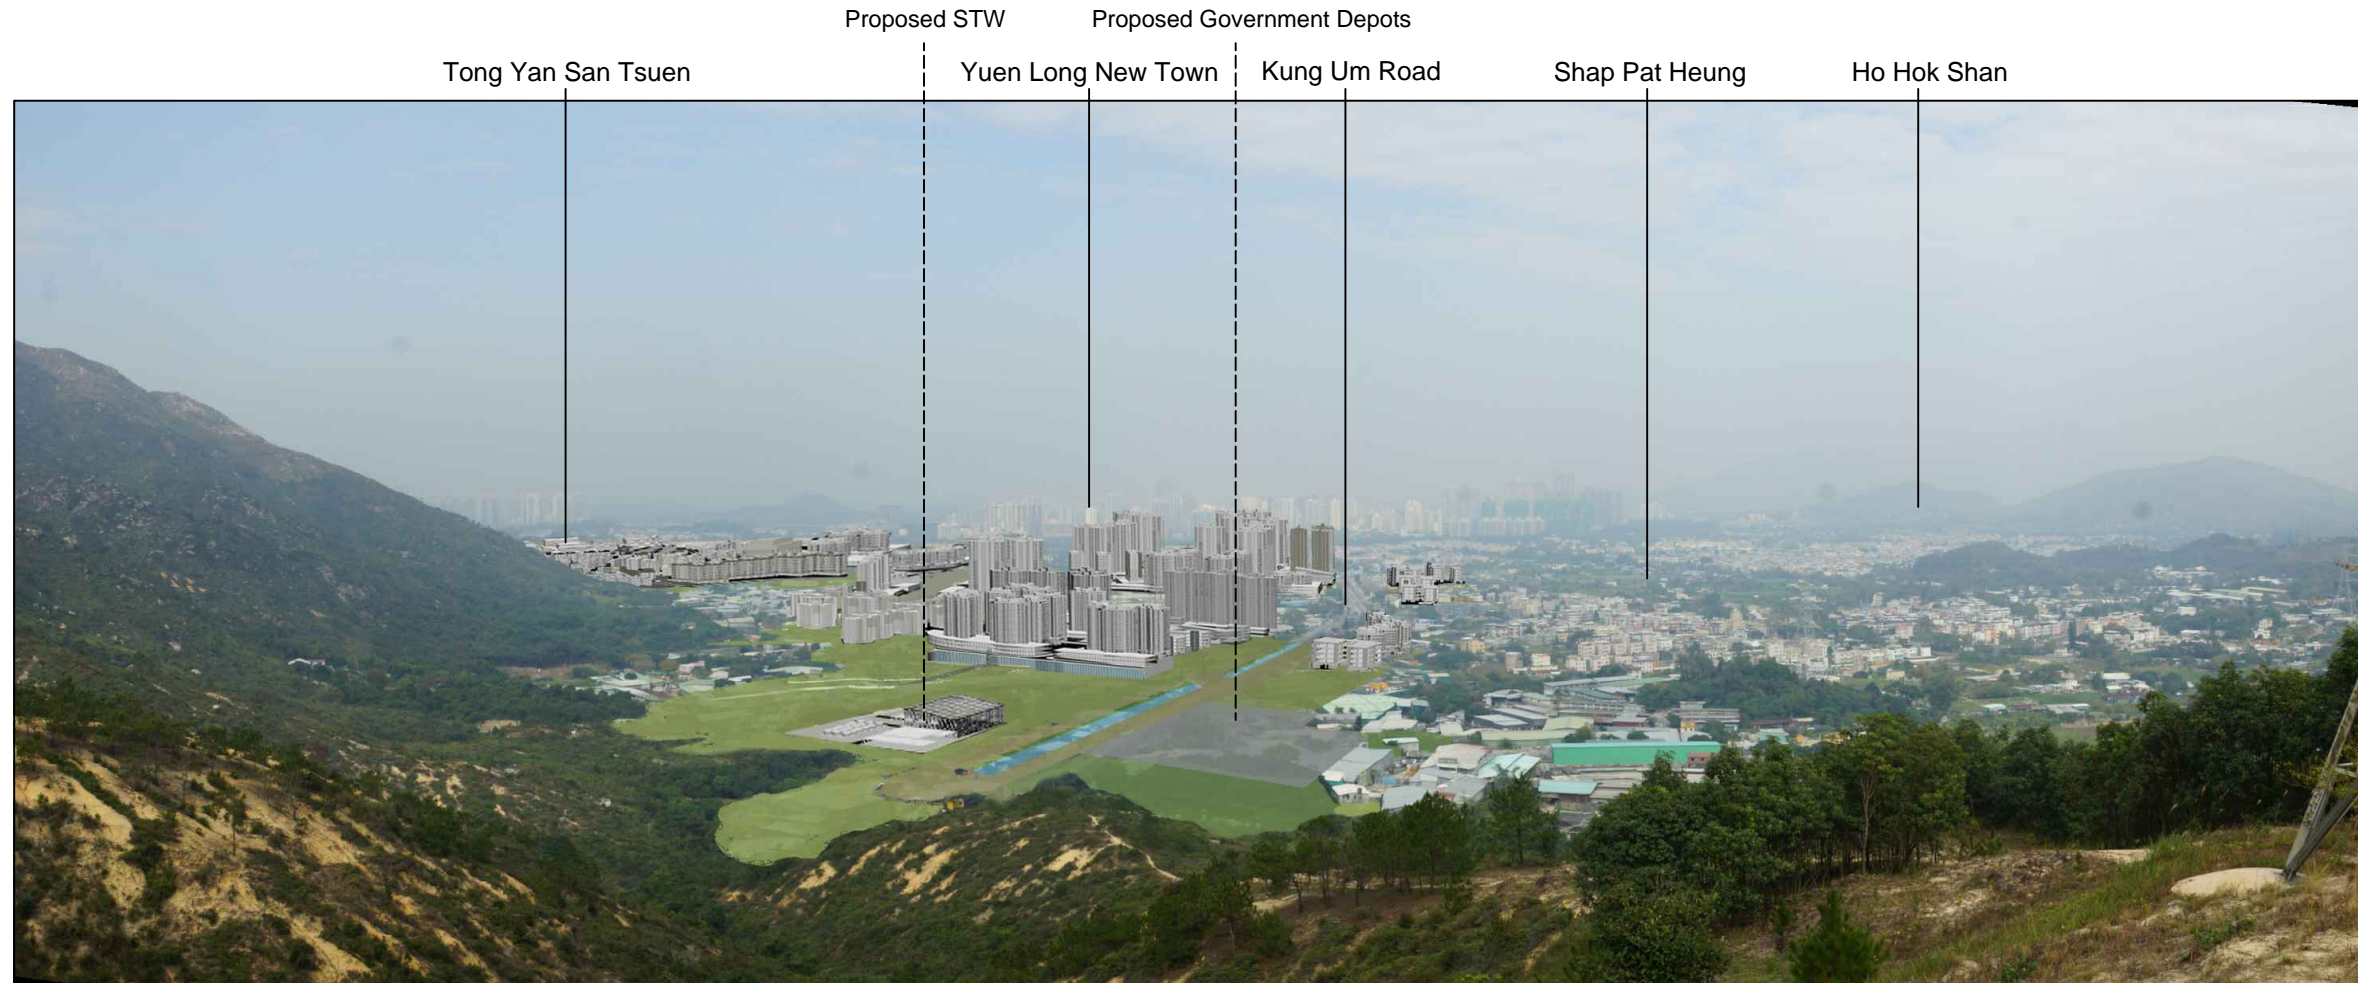 Proposed STW
Proposed Government Depots
Tong Yan San Tsuen
Yuen Long New Town
Kung Um Road
Shap Pat Heung
Ho Hok Shan